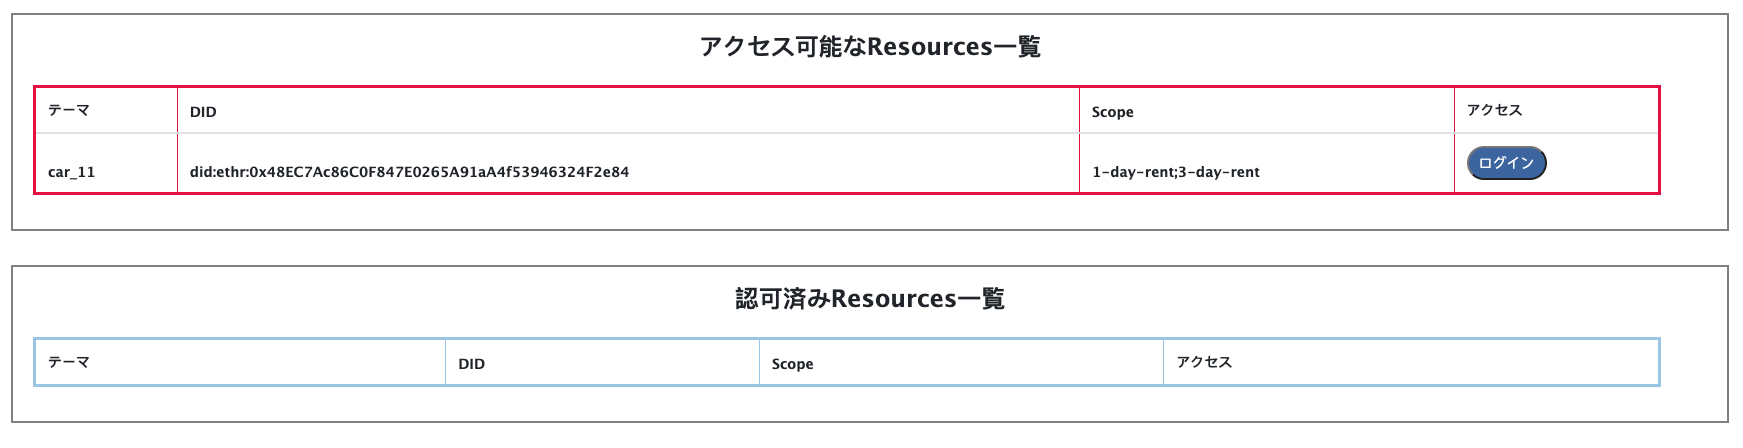 アクセス可能なResources一覧
テーマ DID Scope アクセス
car_11 did:ethr:0x48EC7Ac86C0F847E0265A91aA4f53946324F2e84 1-day-rent;3-day-rent ログイン
認可済みResources一覧
テーマ DID Scope アクセス